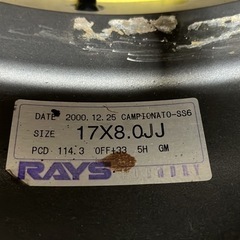 DATE 2000.12.25 CAMPIONATO-SS6
SIZE 17X8.0JJ
PCD 114.3 OFF+33 5H GM
RAYS